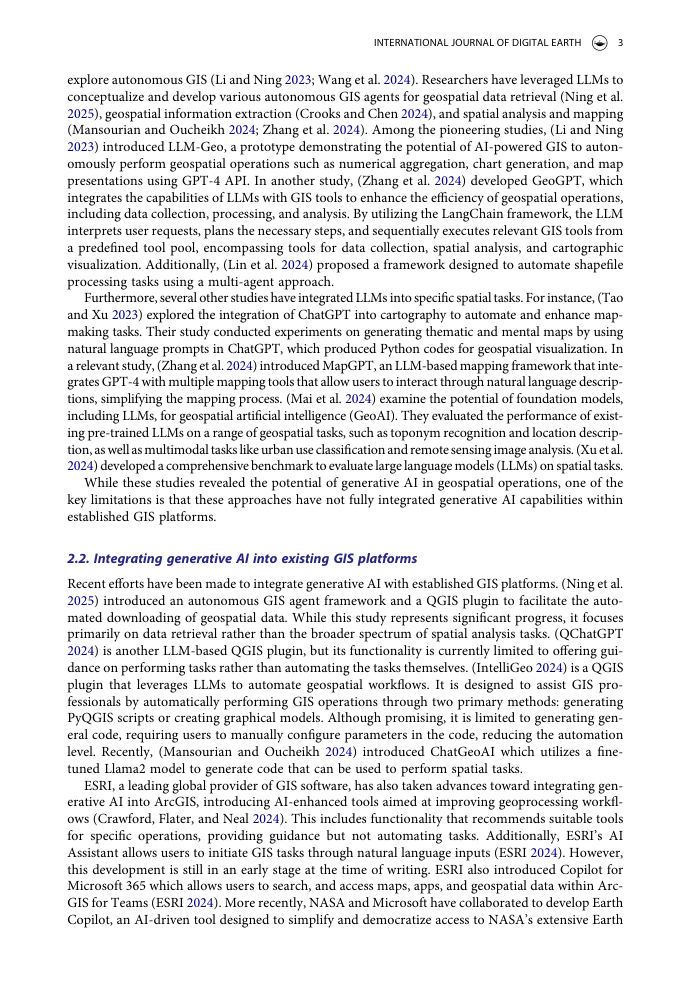 INTERNATIONAL JOURNAL OF DIGITAL EARTH 3
explore autonomous GIS (Li and Ning 2023; Wang et al. 2024). Researchers have leveraged LLMs to
conceptualize and develop various autonomous GIS agents for geospatial data retrieval (Ning et al.
2025), geospatial information extraction (Crooks and Chen 2024), and spatial analysis and mapping
(Mansourian and Oucheikh 2024; Zhang et al. 2024). Among the pioneering studies, (Li and Ning
2023) introduced LLM-Geo, a prototype demonstrating the potential of AI-powered GIS to auton-
omously perform geospatial operations such as numerical aggregation, chart generation, and map
presentations using GPT-4 API. In another study, (Zhang et al. 2024) developed GeoGPT, which
integrates the capabilities of LLMs with GIS tools to enhance the efficiency of geospatial operations,
including data collection, processing, and analysis. By utilizing the LangChain framework, the LLM
interprets user requests, plans the necessary steps, and sequentially executes relevant GIS tools from
a predefined tool pool, encompassing tools for data collection, spatial analysis, and cartographic
visualization. Additionally, (Lin et al. 2024) proposed a framework designed to automate shapefile
processing tasks using a multi-agent approach.
Furthermore, several other studies have integrated LLMs into specific spatial tasks. For instance, (Tao
and Xu 2023) explored the integration of ChatGPT into cartography to automate and enhance map-
making tasks. Their study conducted experiments on generating thematic and mental maps by using
natural language prompts in ChatGPT, which produced Python codes for geospatial visualization. In
a relevant study, (Zhang et al. 2024) introduced MapGPT, an LLM-based mapping framework that inte-
grates GPT-4 with multiple mapping tools that allow users to interact through natural language descrip-
tions, simplifying the mapping process. (Mai et al. 2024) examine the potential of foundation models,
including LLMs, for geospatial artificial intelligence (GeoAI). They evaluated the performance of exist-
ing pre-trained LLMs on a range of geospatial tasks, such as toponym recognition and location descrip-
tion, as well as multimodal tasks like urban use classification and remote sensing image analysis. (Xu et al.
2024) developed a comprehensive benchmark to evaluate large language models (LLMs) on spatial tasks.
While these studies revealed the potential of generative AI in geospatial operations, one of the
key limitations is that these approaches have not fully integrated generative AI capabilities within
established GIS platforms.
2.2. Integrating generative AI into existing GIS platforms
Recent efforts have been made to integrate generative AI with established GIS platforms. (Ning et al.
2025) introduced an autonomous GIS agent framework and a QGIS plugin to facilitate the auto-
mated downloading of geospatial data. While this study represents significant progress, it focuses
primarily on data retrieval rather than the broader spectrum of spatial analysis tasks. (QChatGPT
2024) is another LLM-based QGIS plugin, but its functionality is currently limited to offering gui-
dance on performing tasks rather than automating the tasks themselves. (IntelliGeo 2024) is a QGIS
plugin that leverages LLMs to automate geospatial workflows. It is designed to assist GIS pro-
fessionals by automatically performing GIS operations through two primary methods: generating
PyQGIS scripts or creating graphical models. Although promising, it is limited to generating gen-
eral code, requiring users to manually configure parameters in the code, reducing the automation
level. Recently, (Mansourian and Oucheikh 2024) introduced ChatGeoAI which utilizes a fine-
tuned Llama2 model to generate code that can be used to perform spatial tasks.
ESRI, a leading global provider of GIS software, has also taken advances toward integrating gen-
erative AI into ArcGIS, introducing AI-enhanced tools aimed at improving geoprocessing workfl-
ows (Crawford, Flater, and Neal 2024). This includes functionality that recommends suitable tools
for specific operations, providing guidance but not automating tasks. Additionally, ESRI's AI
Assistant allows users to initiate GIS tasks through natural language inputs (ESRI 2024). However,
this development is still in an early stage at the time of writing. ESRI also introduced Copilot for
Microsoft 365 which allows users to search, and access maps, apps, and geospatial data within Arc-
GIS for Teams (ESRI 2024). More recently, NASA and Microsoft have collaborated to develop Earth
Copilot, an AI-driven tool designed to simplify and democratize access to NASA's extensive Earth